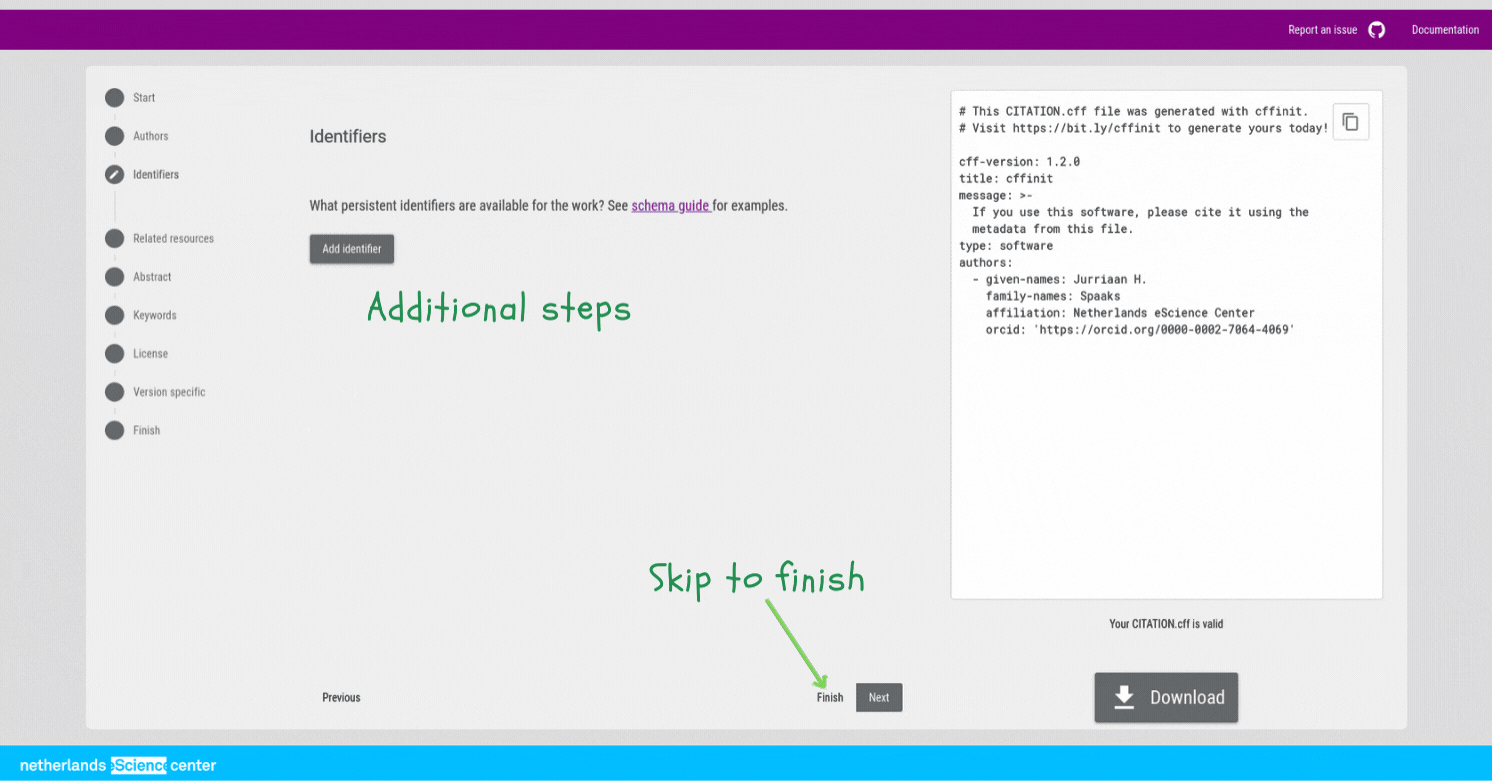 Report an issue
Documentation
Start
Authors
Identifiers
Related resources
Abstract
Keywords
License
Version specific
Finish
Identifiers
What persistent identifiers are available for the work? See schema guide for examples.
Add identifier
Additional steps
Skip to finish
Previous
Finish
Next
# This CITATION.cff file was generated with cffinit.
# Visit https://bit.ly/cffinit to generate yours today!
cff-version: 1.2.0
title: cffinit
message: >-
If you use this software, please cite it using the
metadata from this file.
type: software
authors:
- given-names: Jurriaan H.
family-names: Spaaks
affiliation: Netherlands eScience Center
orcid: 'https://orcid.org/0000-0002-7064-4069'
Your CITATION.cff is valid
Download
netherlands eScience center